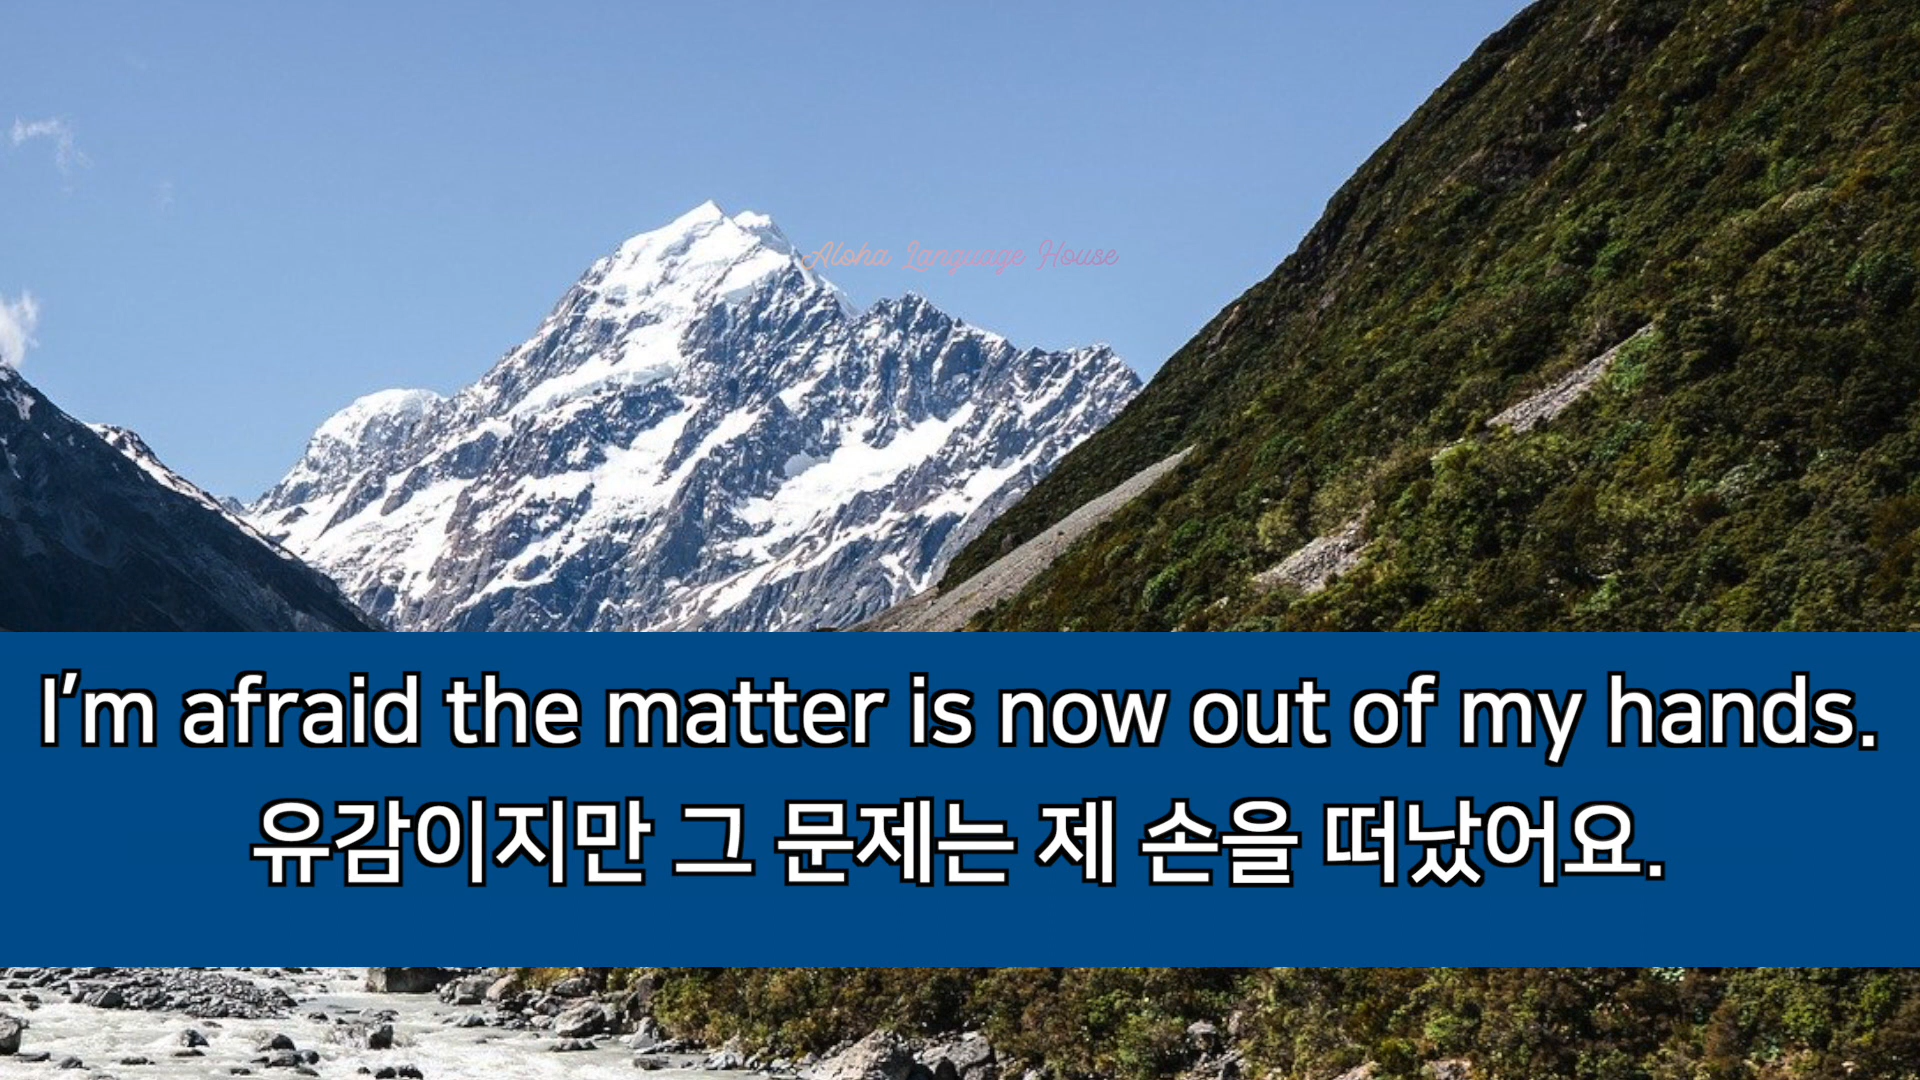 Aloha Language House
I'm afraid the matter is now out of my hands.
유감이지만 그 문제는 제 손을 떠났어요.